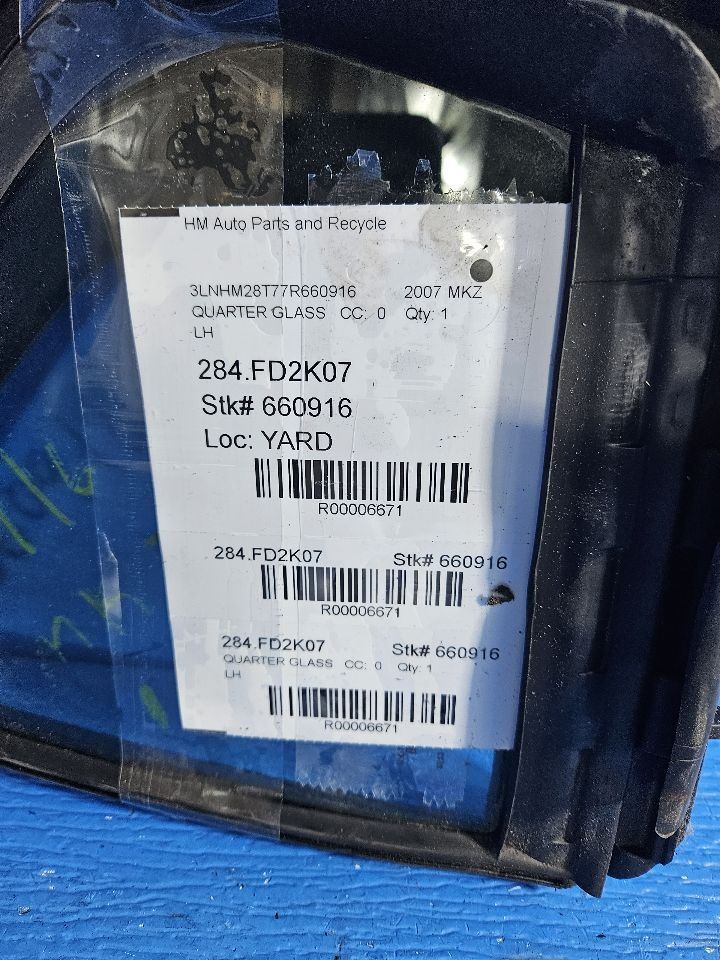 HM Auto Parts and Recycle
3LNHM28T77R660916 2007 MKZ
QUARTER GLASS CC: 0 Qty: 1
LH
284.FD2K07
Stk# 660916
Loc: YARD
R00006671
284.FD2K07 Stk# 660916
R00006671
284.FD2K07 Stk# 660916
QUARTER GLASS CC: 0 Qty: 1
LH
R00006671